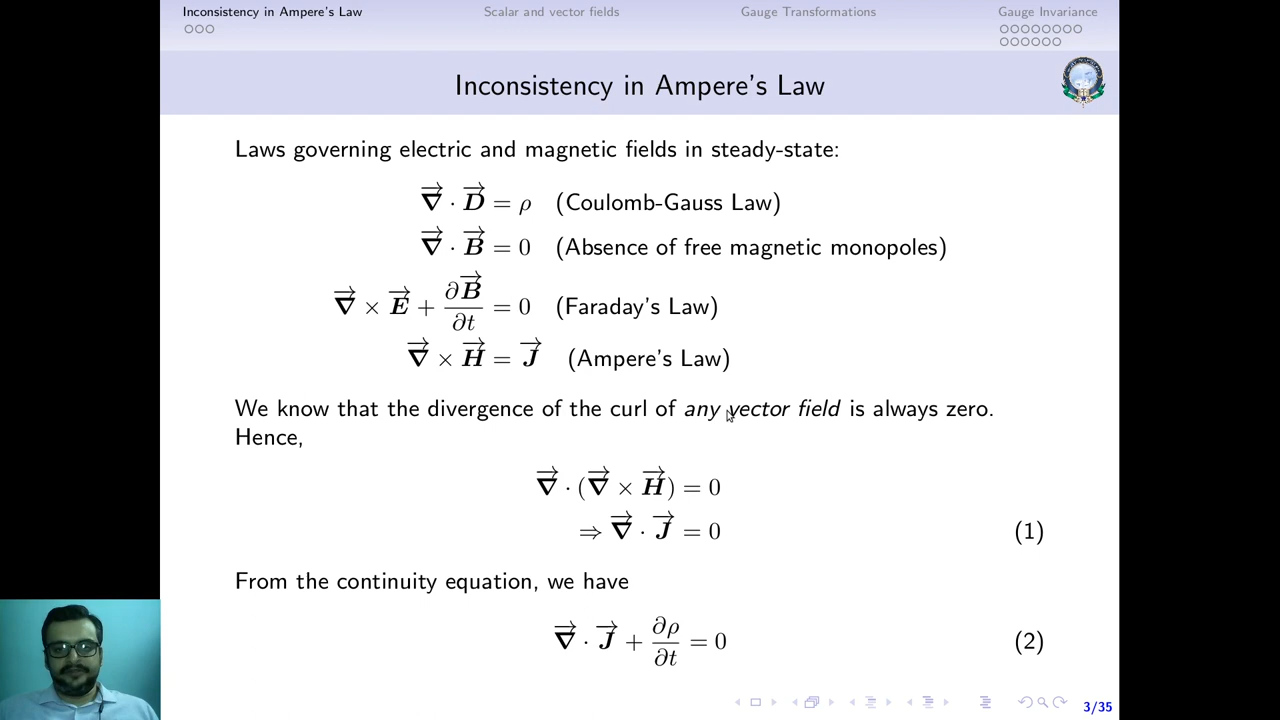 Inconsistency in Ampere's Law Scalar and vector fields Gauge Transformations Gauge Invariance
Inconsistency in Ampere's Law
Laws governing electric and magnetic fields in steady-state:
∇⃗ · D⃗ = ρ (Coulomb-Gauss Law)
∇⃗ · B⃗ = 0 (Absence of free magnetic monopoles)
∇⃗ × E⃗ + ∂B⃗/∂t = 0 (Faraday's Law)
∇⃗ × H⃗ = J⃗ (Ampere's Law)
We know that the divergence of the curl of any vector field is always zero.
Hence,
∇⃗ · (∇⃗ × H⃗) = 0
⇒ ∇⃗ · J⃗ = 0 (1)
From the continuity equation, we have
∇⃗ · J⃗ + ∂ρ/∂t = 0 (2)
3/35